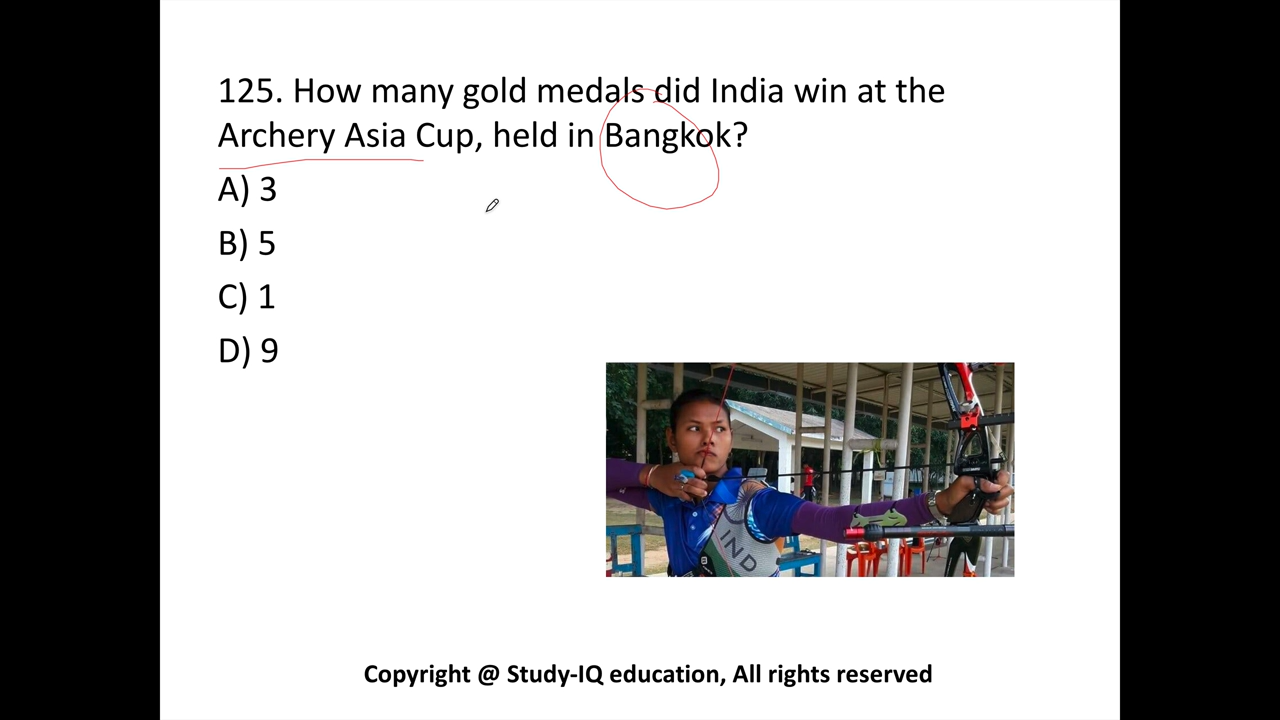 125. How many gold medals did India win at the
Archery Asia Cup, held in Bangkok?
A) 3
B) 5
C) 1
D) 9
IND
Copyright @ Study-IQ education, All rights reserved